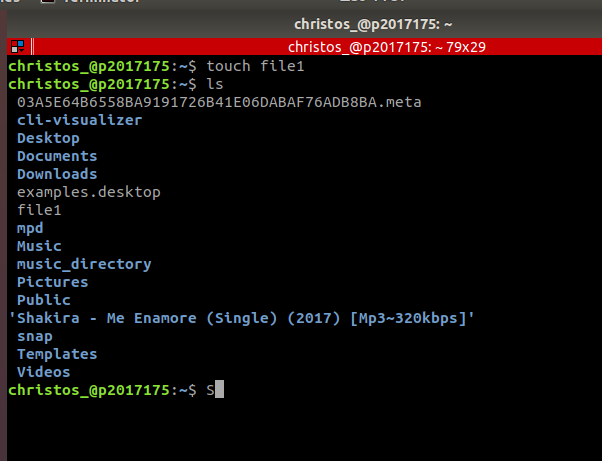 christos_@p2017175: ~
christos_@p2017175: ~ 79x29
christos_@p2017175:~$ touch file1
christos_@p2017175:~$ ls
03A5E64B6558BA9191726B41E06DABAF76ADB8BA.meta
cli-visualizer
Desktop
Documents
Downloads
examples.desktop
file1
mpd
Music
music_directory
Pictures
Public
'Shakira - Me Enamore (Single) (2017) [Mp3~320kbps]'
snap
Templates
Videos
christos_@p2017175:~$ S